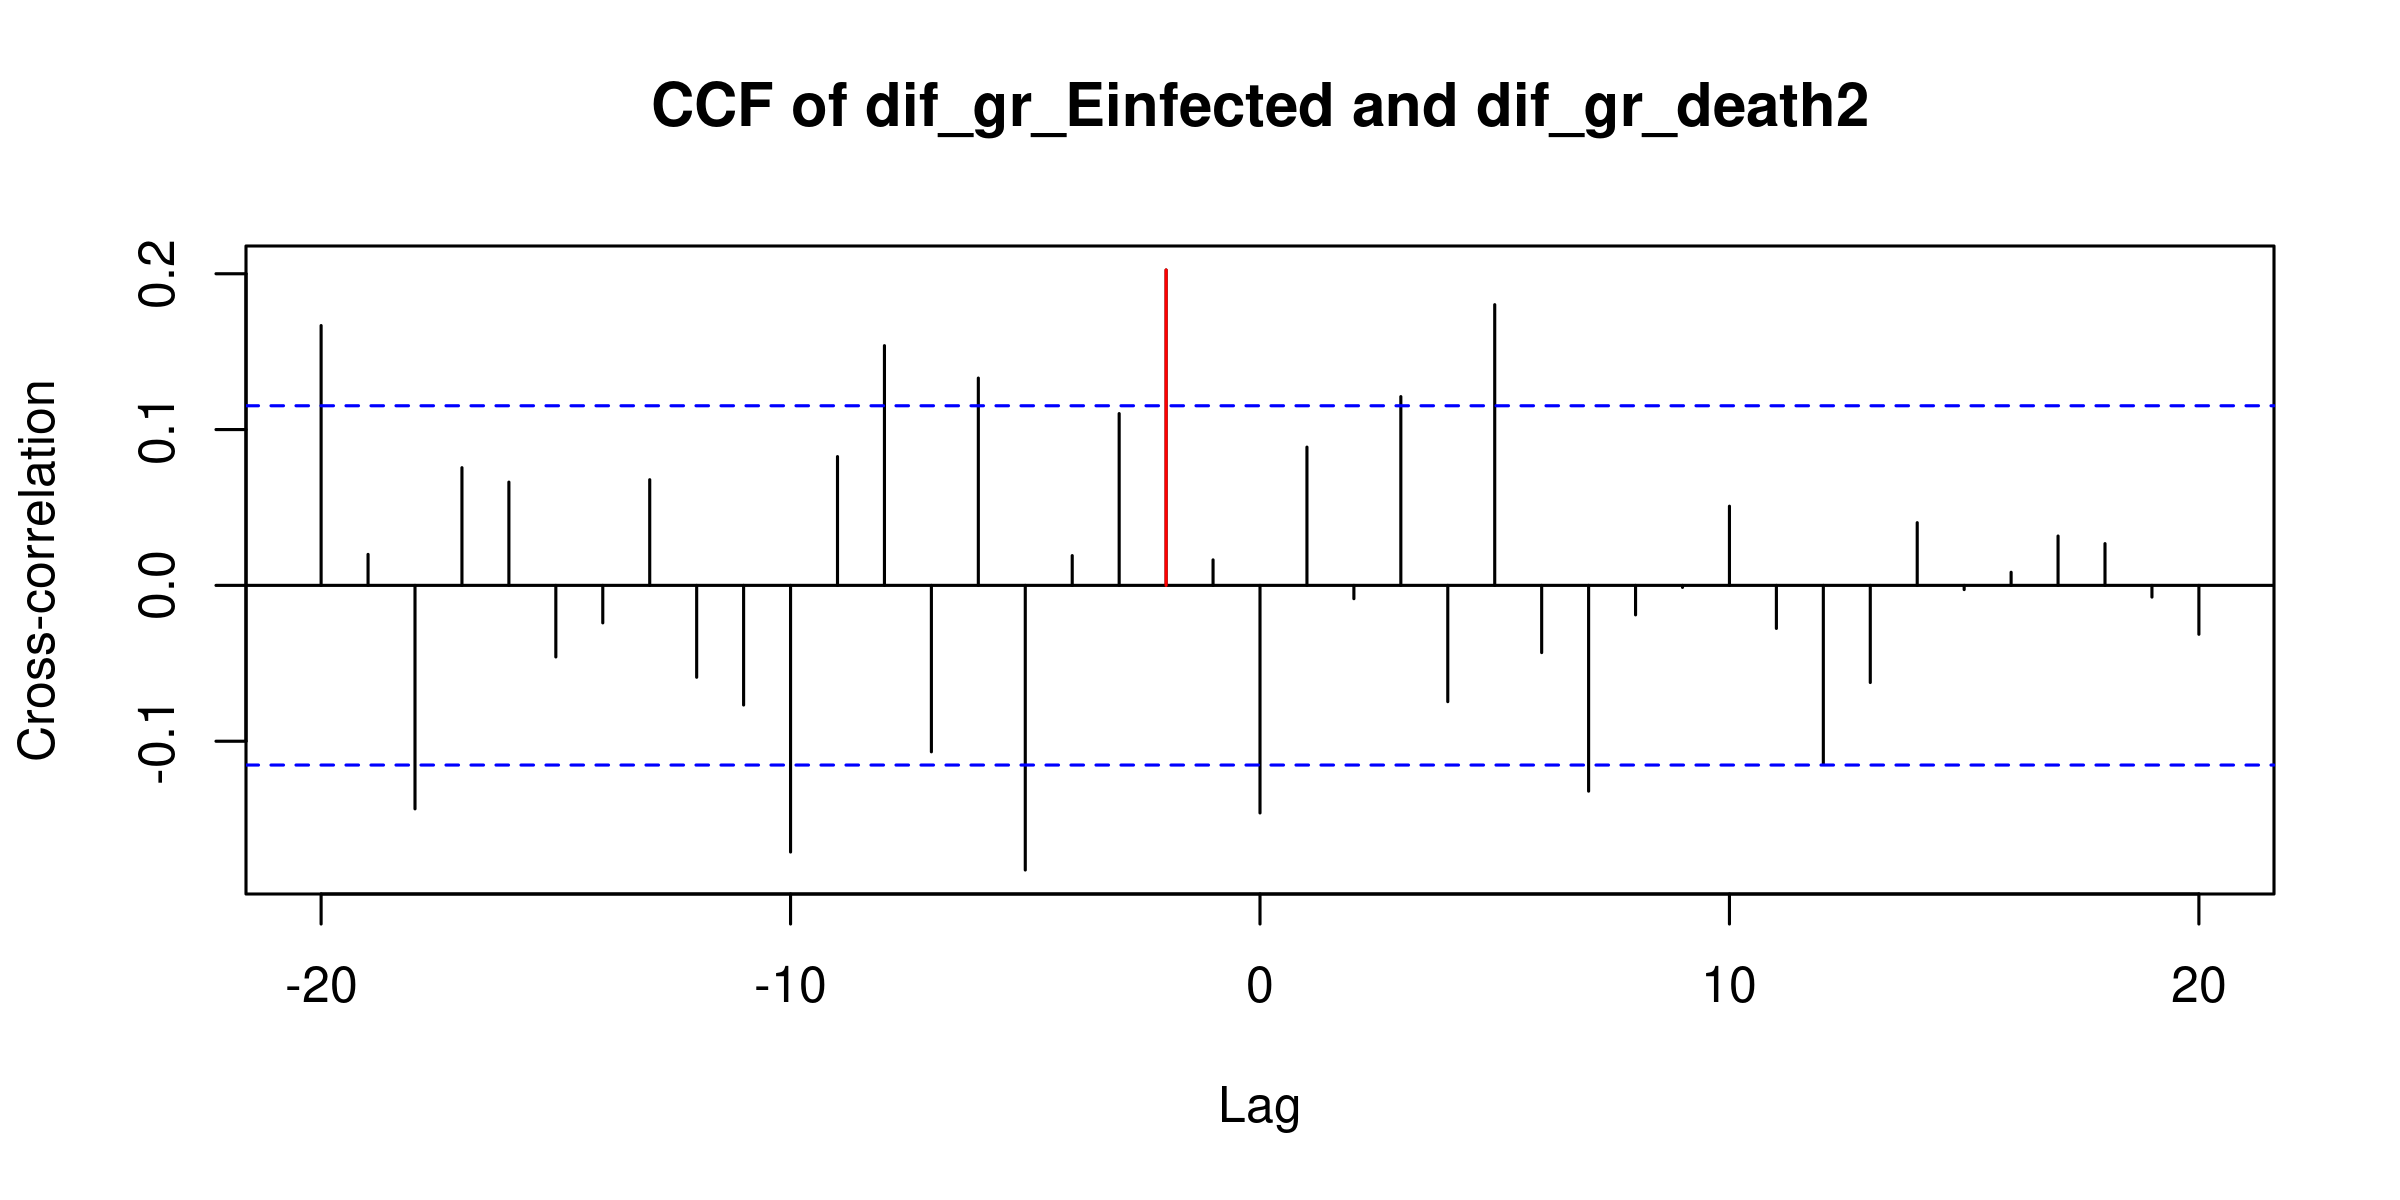 CCF of dif_gr_Einfected and dif_gr_death2
Cross-correlation
0.2
0.1
0.0
-0.1
-20 -10 0 10 20
Lag